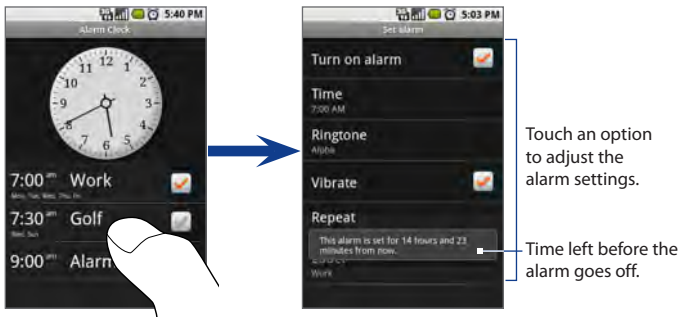 5:40 PM
Alarm Clock
12
11
1
10
2
9
3
8
4
7
5
6
7:00 am Work
Mon, Tue, Wed, Thu, Fri
7:30 am Golf
Wed, Sun
9:00 am Alarm
5:03 PM
Set alarm
Turn on alarm
Time
7:00 AM
Ringtone
Alpha
Vibrate
Repeat
This alarm is set for 14 hours and 23
minutes from now.
Work
Touch an option
to adjust the
alarm settings.
Time left before the
alarm goes off.